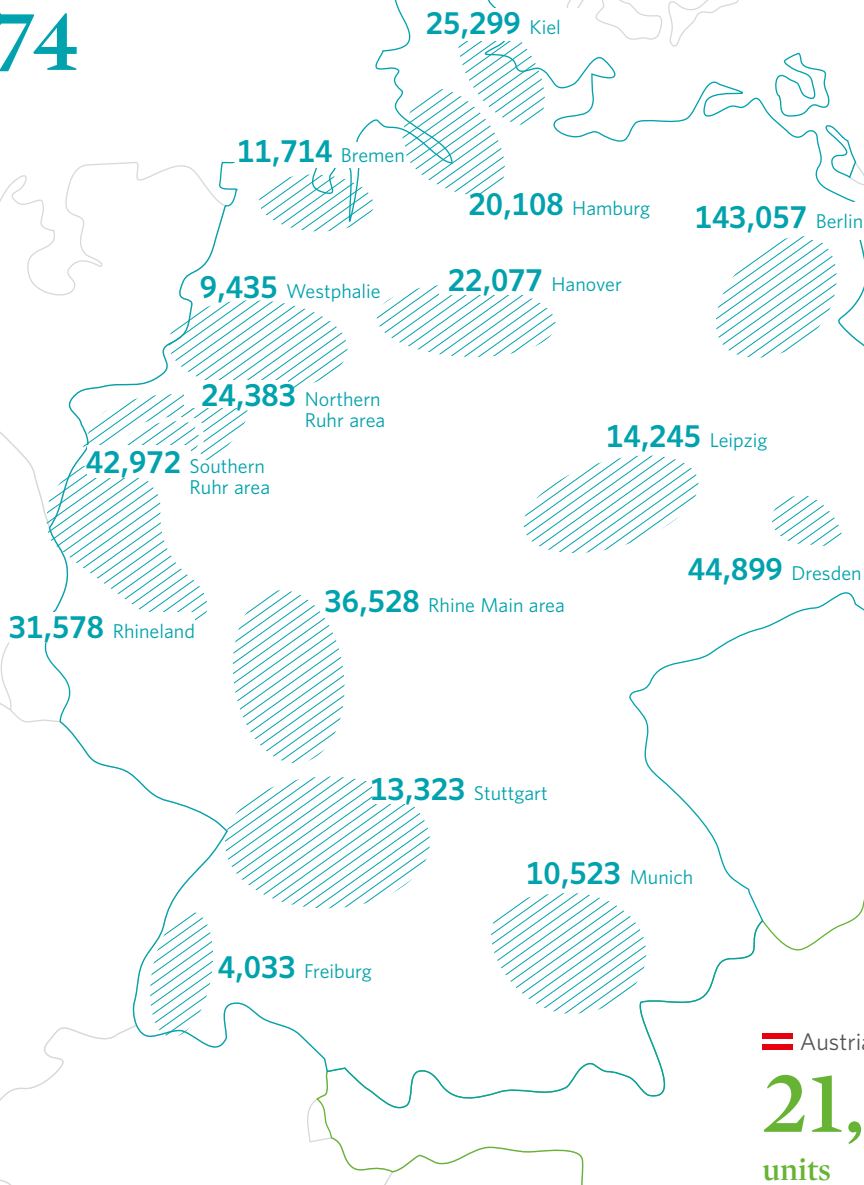 74
25,299 Kiel
11,714 Bremen
20,108 Hamburg
143,057 Berlin
9,435 Westphalie
22,077 Hanover
24,383 Northern
Ruhr area
14,245 Leipzig
42,972 Southern
Ruhr area
44,899 Dresden
36,528 Rhine Main area
31,578 Rhineland
13,323 Stuttgart
10,523 Munich
4,033 Freiburg
Austria
21,
units